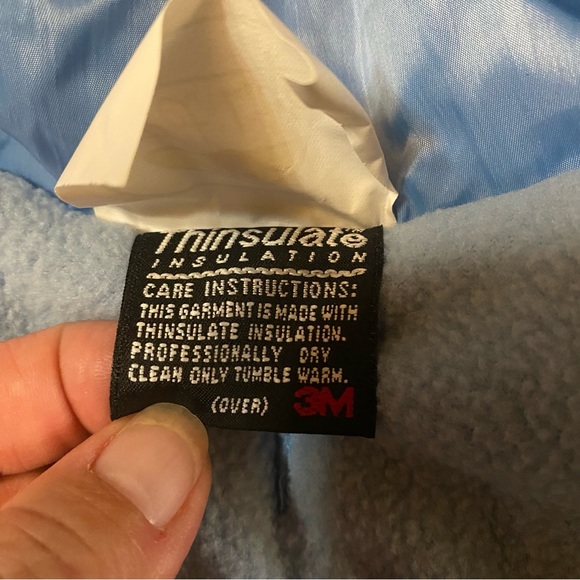 Thinsulate
INSULATION
CARE INSTRUCTIONS:
THIS GARMENT IS MADE WITH
THINSULATE INSULATION.
PROFESSIONALLY DRY
CLEAN ONLY TUMBLE WARM.
(OVER) 3M